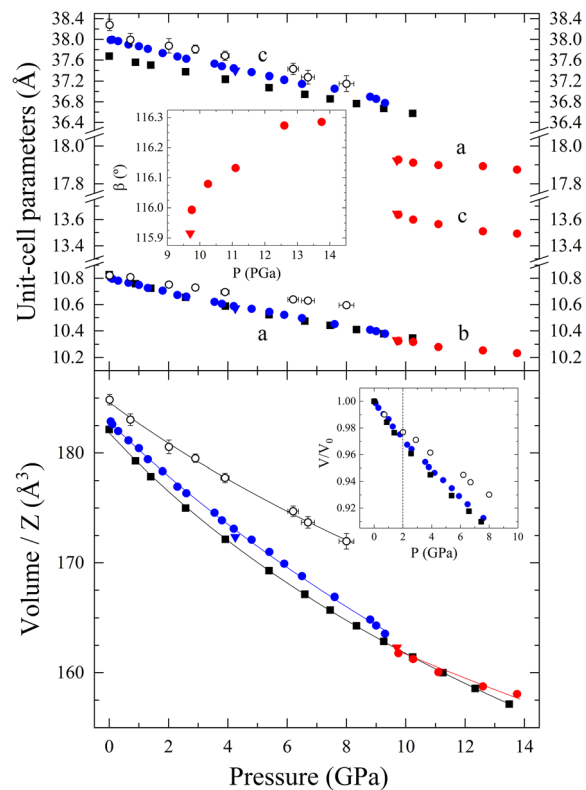 38.4
38.0
37.6
37.2
36.8
36.4
18.0
17.8
13.6
13.4
10.8
10.6
10.4
10.2
Unit-cell parameters (Å)
38.4
38.0
37.6
37.2
36.8
36.4
18.0
17.8
13.6
13.4
10.8
10.6
10.4
10.2
c
a
c
a
b
116.3
116.2
116.1
116.0
115.9
β (º)
10 11 12 13 14
P (PGa)
180
170
160
Volume / Z (Å³)
1.00
0.98
0.96
0.94
0.92
V/V₀
0 2 4 6 8 10
P (GPa)
0 2 4 6 8 10 12 14
Pressure (GPa)